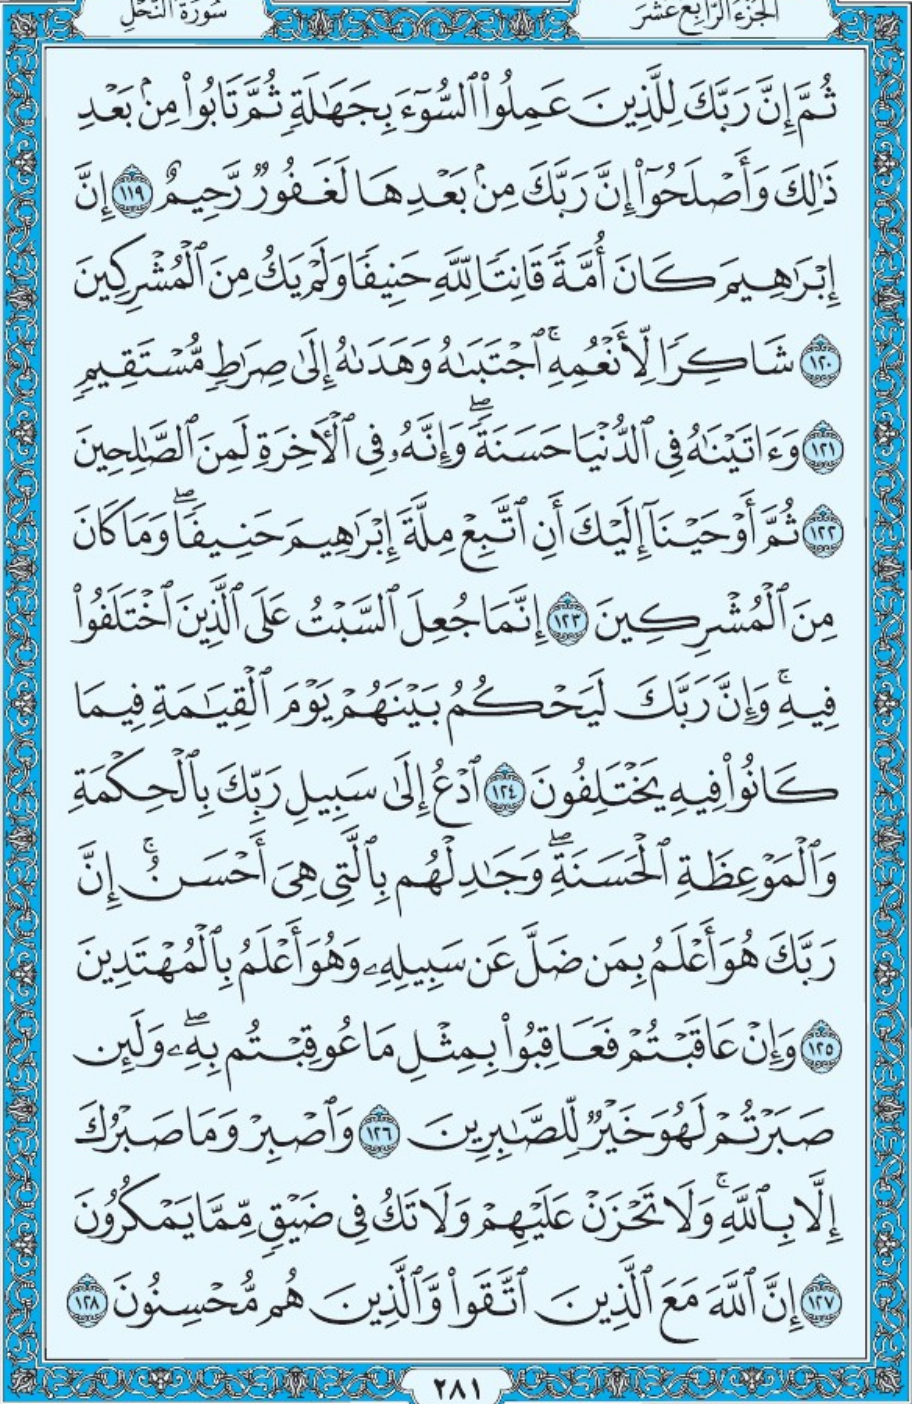 الجزء الرابع عشر
سورة النحل
ثُمَّ إِنَّ رَبَّكَ لِلَّذِينَ عَمِلُوا۟ ٱلسُّوٓءَ بِجَهَٰلَةٍ ثُمَّ تَابُوا۟ مِنۢ بَعْدِ
ذَٰلِكَ وَأَصْلَحُوٓا۟ إِنَّ رَبَّكَ مِنۢ بَعْدِهَا لَغَفُورٌ رَّحِيمٌ ١١٩ إِنَّ
إِبْرَٰهِيمَ كَانَ أُمَّةً قَانِتًا لِّلَّهِ حَنِيفًا وَلَمْ يَكُ مِنَ ٱلْمُشْرِكِينَ
١٢٠ شَاكِرًا لِّأَنْعُمِهِ ۚ ٱجْتَبَىٰهُ وَهَدَىٰهُ إِلَىٰ صِرَٰطٍ مُّسْتَقِيمٍ
١٢١ وَءَاتَيْنَٰهُ فِى ٱلدُّنْيَا حَسَنَةً ۖ وَإِنَّهُۥ فِى ٱلْءَاخِرَةِ لَمِنَ ٱلصَّٰلِحِينَ
١٢٢ ثُمَّ أَوْحَيْنَآ إِلَيْكَ أَنِ ٱتَّبِعْ مِلَّةَ إِبْرَٰهِيمَ حَنِيفًا ۖ وَمَا كَانَ
مِنَ ٱلْمُشْرِكِينَ ١٢٣ إِنَّمَا جُعِلَ ٱلسَّبْتُ عَلَى ٱلَّذِينَ ٱخْتَلَفُوا۟
فِيهِ ۚ وَإِنَّ رَبَّكَ لَيَحْكُمُ بَيْنَهُمْ يَوْمَ ٱلْقِيَٰمَةِ فِيمَا
كَانُوا۟ فِيهِ يَخْتَلِفُونَ ١٢٤ ٱدْعُ إِلَىٰ سَبِيلِ رَبِّكَ بِٱلْحِكْمَةِ
وَٱلْمَوْعِظَةِ ٱلْحَسَنَةِ ۖ وَجَٰدِلْهُم بِٱلَّتِى هِىَ أَحْسَنُ ۚ إِنَّ
رَبَّكَ هُوَ أَعْلَمُ بِمَن ضَلَّ عَن سَبِيلِهِۦ وَهُوَ أَعْلَمُ بِٱلْمُهْتَدِينَ
١٢٥ وَإِنْ عَاقَبْتُمْ فَعَاقِبُوا۟ بِمِثْلِ مَا عُوقِبْتُم بِهِۦ ۖ وَلَئِن
صَبَرْتُمْ لَهُوَ خَيْرٌ لِّلصَّٰبِرِينَ ١٢٦ وَٱصْبِرْ وَمَا صَبْرُكَ
إِلَّا بِٱللَّهِ ۚ وَلَا تَحْزَنْ عَلَيْهِمْ وَلَا تَكُ فِى ضَيْقٍ مِّمَّا يَمْكُرُونَ
١٢٧ إِنَّ ٱللَّهَ مَعَ ٱلَّذِينَ ٱتَّقَوا۟ وَّٱلَّذِينَ هُم مُّحْسِنُونَ ١٢٨
٢٨١